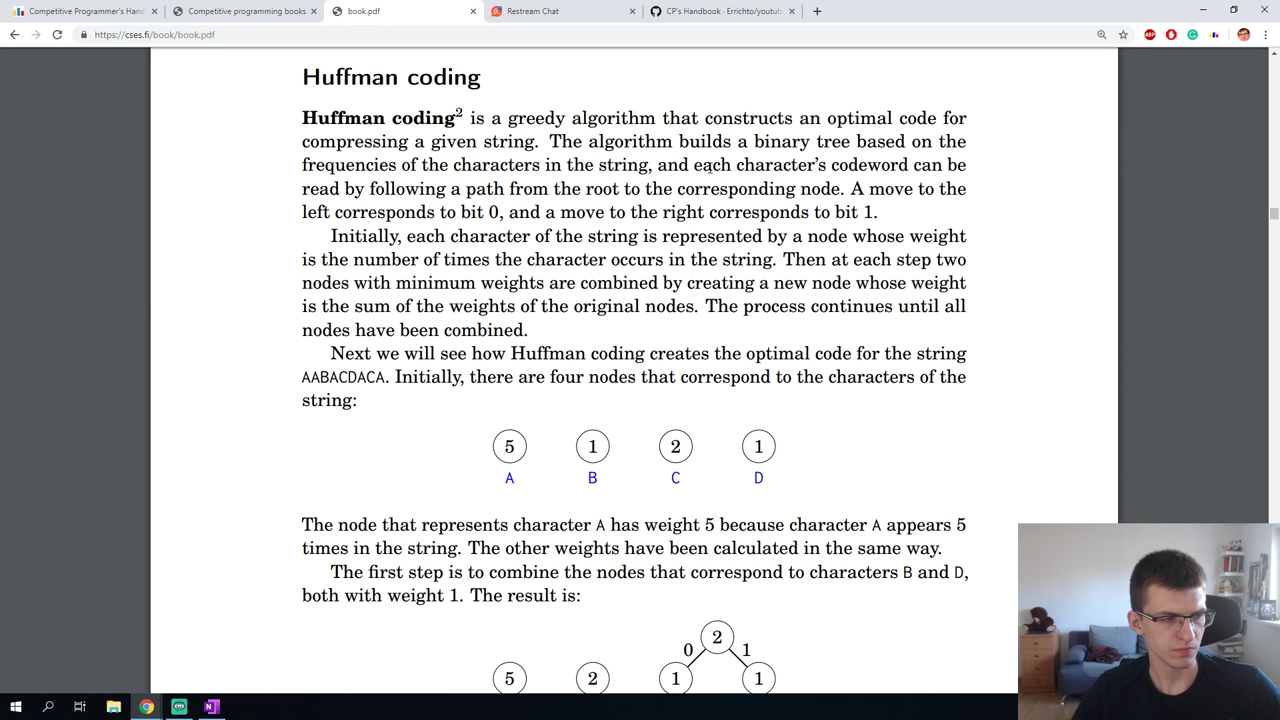 Competitive Programmer's Hand
Competitive programming books
book.pdf
Restream Chat
CP's Handbook · Errichto/youtub
https://cses.fi/book/book.pdf
Huffman coding
Huffman coding² is a greedy algorithm that constructs an optimal code for
compressing a given string. The algorithm builds a binary tree based on the
frequencies of the characters in the string, and each character's codeword can be
read by following a path from the root to the corresponding node. A move to the
left corresponds to bit 0, and a move to the right corresponds to bit 1.
Initially, each character of the string is represented by a node whose weight
is the number of times the character occurs in the string. Then at each step two
nodes with minimum weights are combined by creating a new node whose weight
is the sum of the weights of the original nodes. The process continues until all
nodes have been combined.
Next we will see how Huffman coding creates the optimal code for the string
AABACDACA. Initially, there are four nodes that correspond to the characters of the
string:
5 1 2 1
A B C D
The node that represents character A has weight 5 because character A appears 5
times in the string. The other weights have been calculated in the same way.
The first step is to combine the nodes that correspond to characters B and D,
both with weight 1. The result is:
2
0 1
5 2 1 1